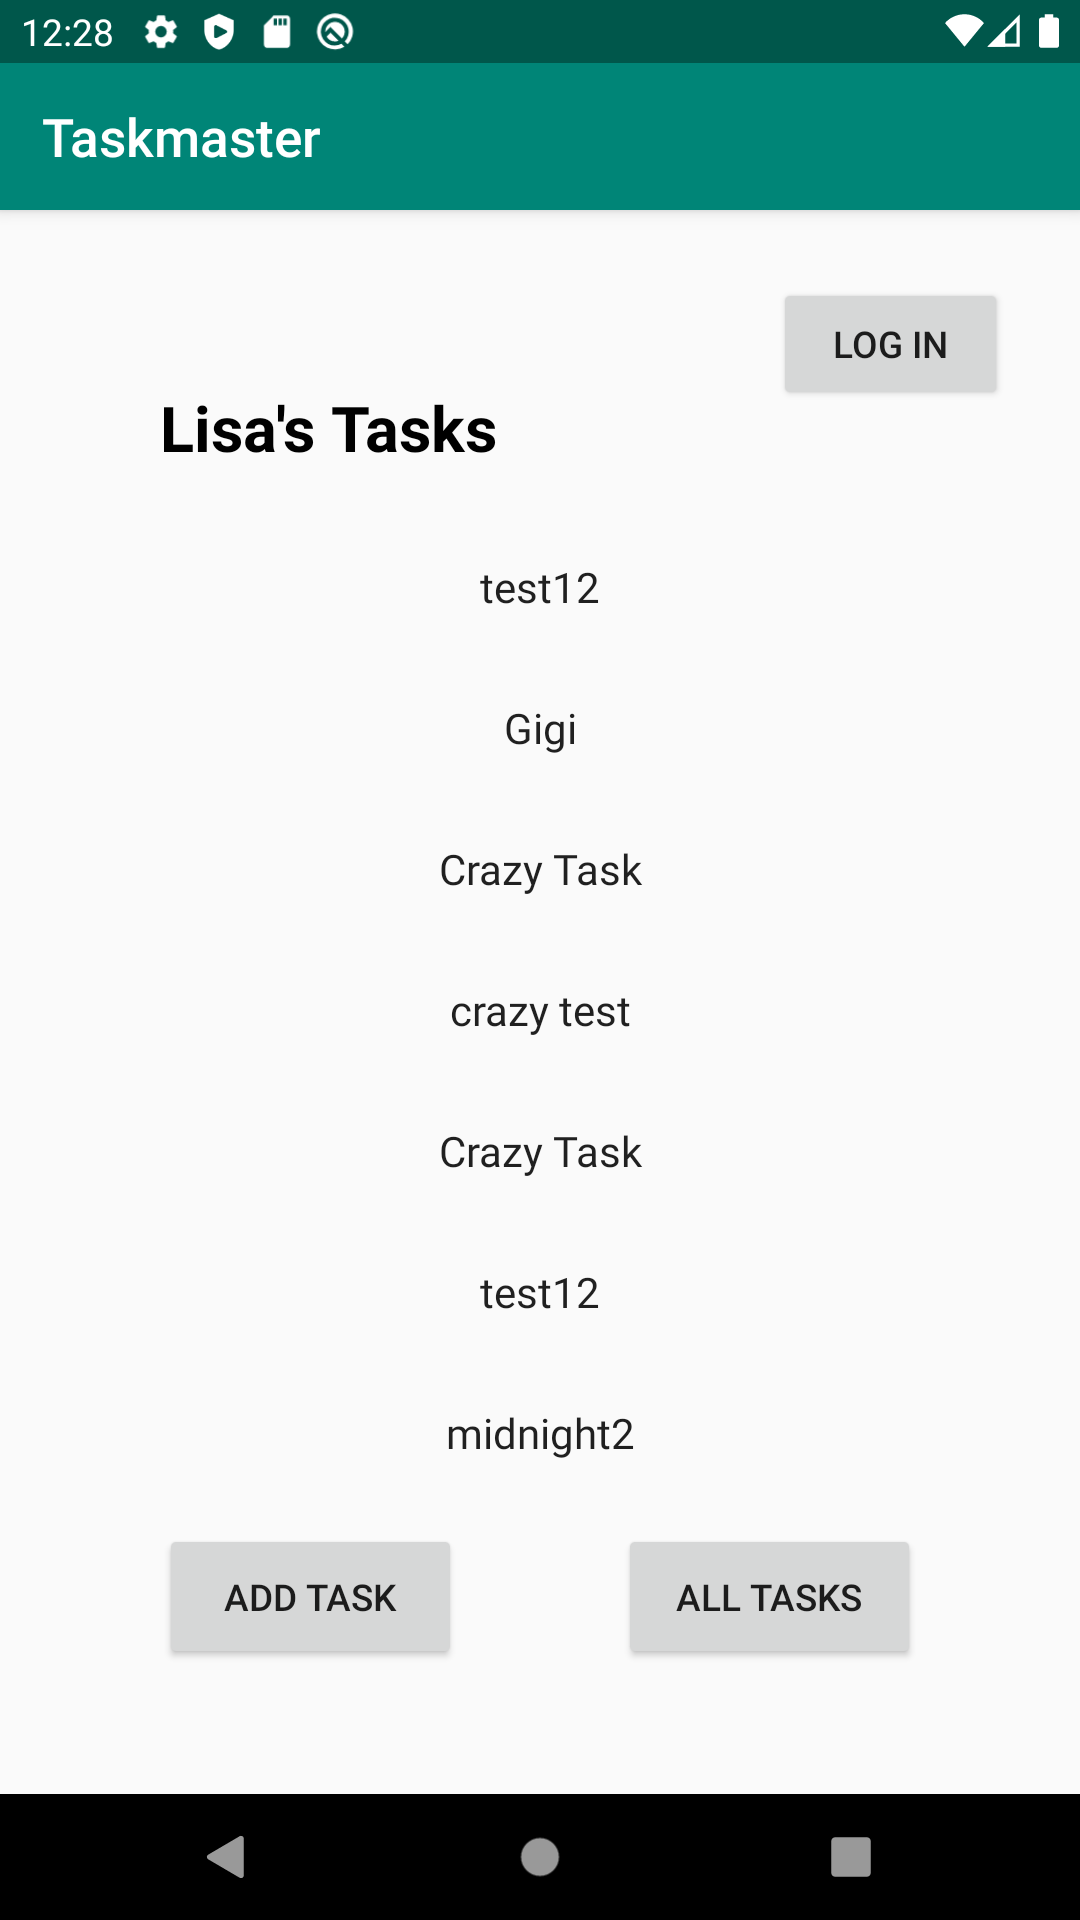 12:28
Taskmaster
LOG IN
Lisa's Tasks
test12
Gigi
Crazy Task
crazy test
Crazy Task
test12
midnight2
ADD TASK
ALL TASKS